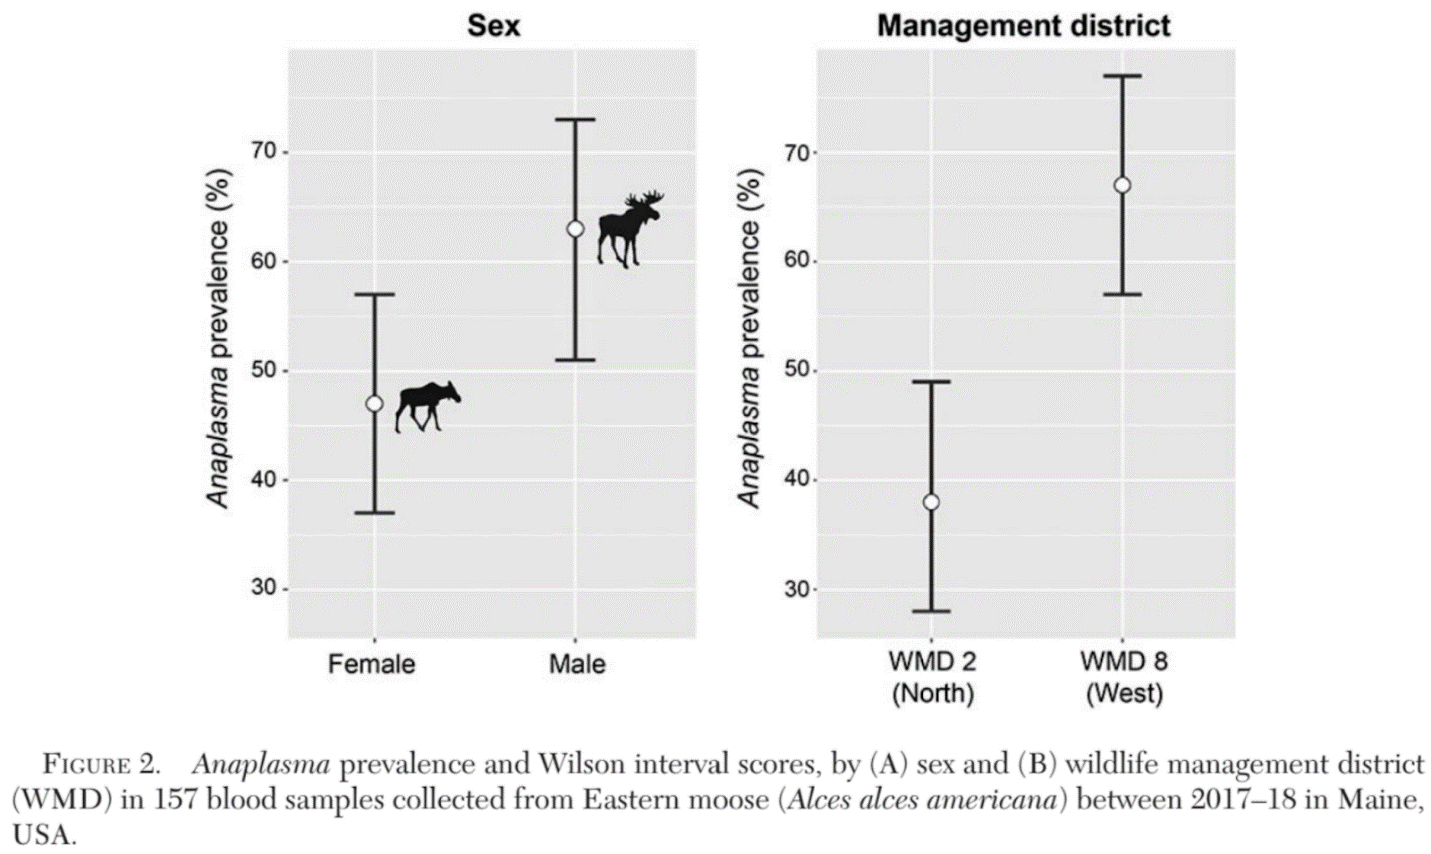 Sex
Management district
Anaplasma prevalence (%)
70
60
50
40
30
Female
Male
Anaplasma prevalence (%)
70
60
50
40
30
WMD 2
(North)
WMD 8
(West)
FIGURE 2. Anaplasma prevalence and Wilson interval scores, by (A) sex and (B) wildlife management district
(WMD) in 157 blood samples collected from Eastern moose (Alces alces americana) between 2017–18 in Maine,
USA.